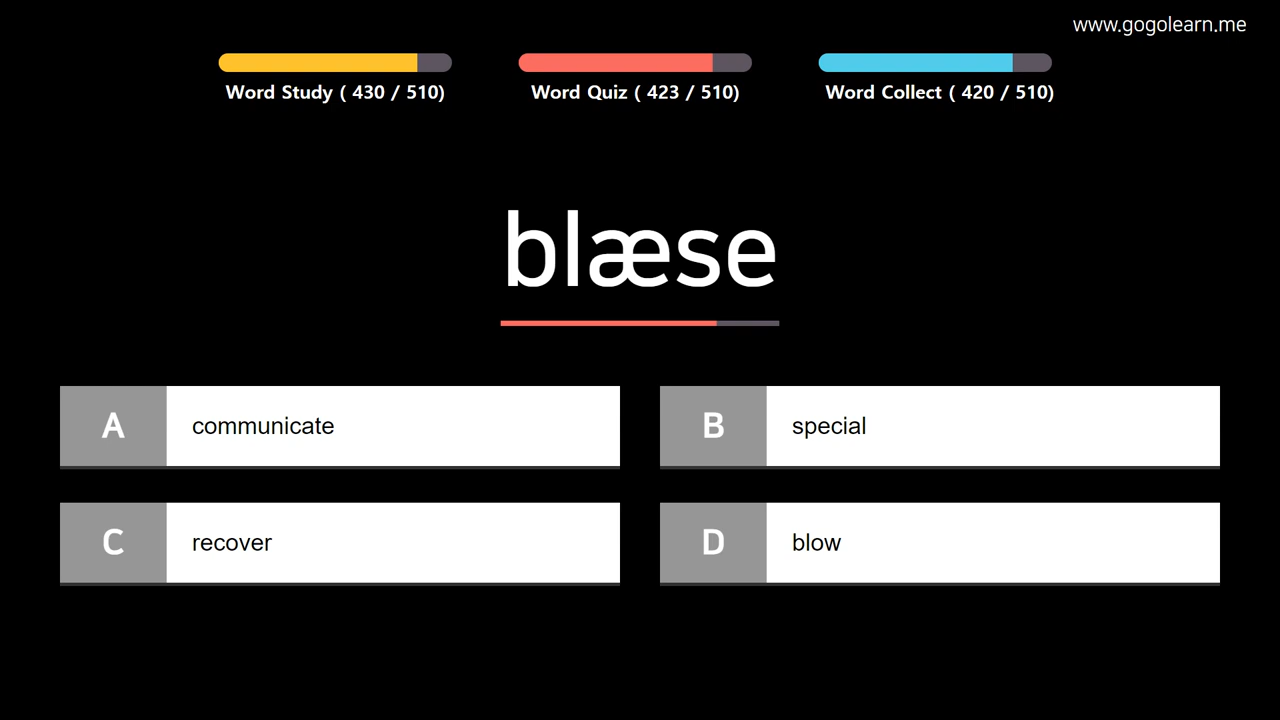 www.gogolearn.me
Word Study ( 430 / 510)
Word Quiz ( 423 / 510)
Word Collect ( 420 / 510)
blæse
A communicate
B special
C recover
D blow